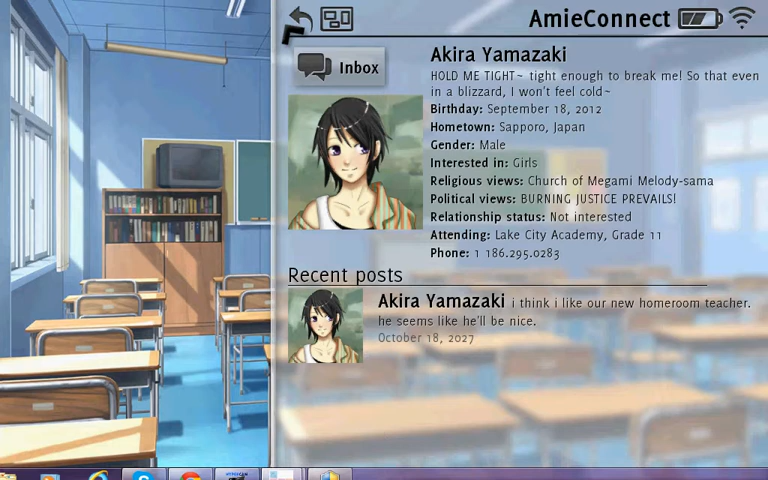 AmieConnect
Inbox
Akira Yamazaki
HOLD ME TIGHT~ tight enough to break me! So that even
in a blizzard, I won't feel cold~
Birthday: September 18, 2012
Hometown: Sapporo, Japan
Gender: Male
Interested in: Girls
Religious views: Church of Megami Melody-sama
Political views: BURNING JUSTICE PREVAILS!
Relationship status: Not interested
Attending: Lake City Academy, Grade 11
Phone: 1 186.295.0283
Recent posts
Akira Yamazaki i think i like our new homeroom teacher.
he seems like he'll be nice.
October 18, 2027